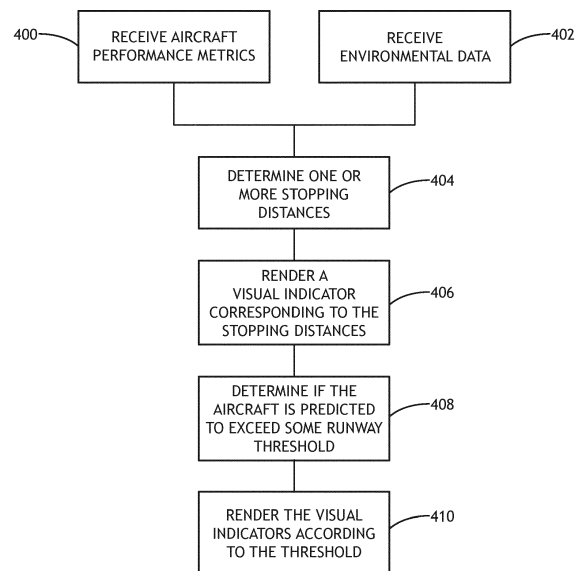 400
RECEIVE AIRCRAFT
PERFORMANCE METRICS
RECEIVE
ENVIRONMENTAL DATA
402
DETERMINE ONE OR
MORE STOPPING
DISTANCES
404
RENDER A
VISUAL INDICATOR
CORRESPONDING TO THE
STOPPING DISTANCES
406
DETERMINE IF THE
AIRCRAFT IS PREDICTED
TO EXCEED SOME RUNWAY
THRESHOLD
408
RENDER THE VISUAL
INDICATORS ACCORDING
TO THE THRESHOLD
410